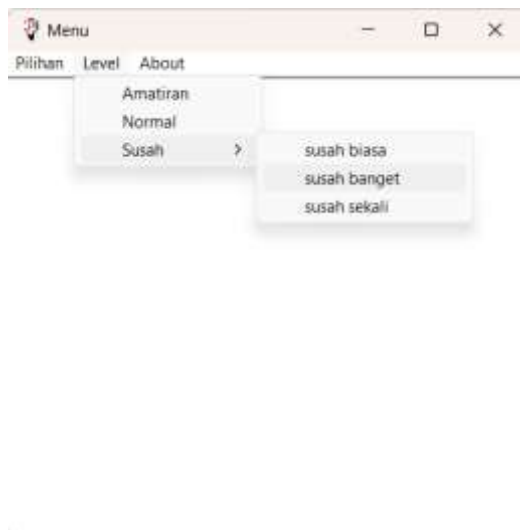 Menu
Pilihan Level About
Amatiran
Normal
Susah
susah biasa
susah banget
susah sekali